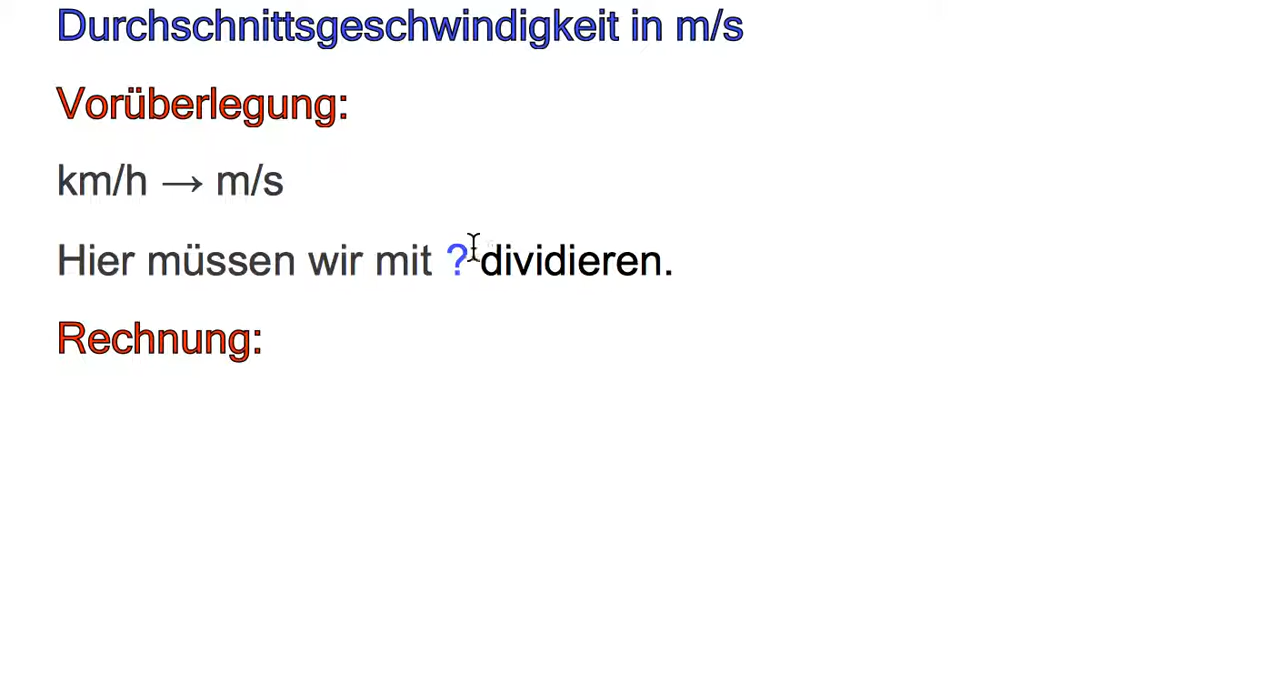 Durchschnittsgeschwindigkeit in m/s
Vorüberlegung:
km/h → m/s
Hier müssen wir mit ? dividieren.
Rechnung: